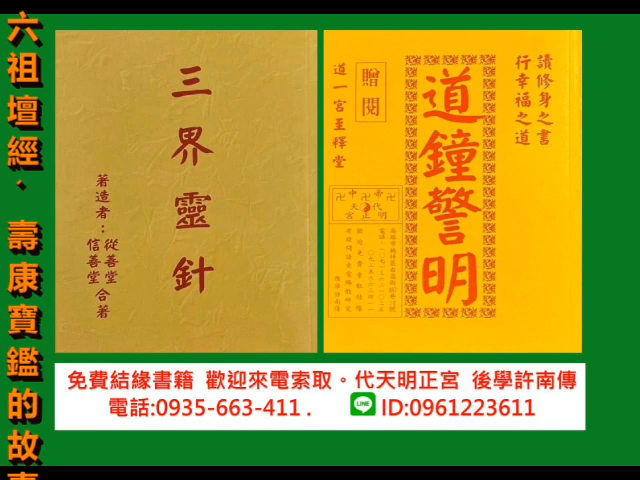 六祖壇經．壽康寶鑑的故事
三界靈針
著造者：從善堂
信善堂 合著
讀修身之書
行幸福之道
道鐘警明
贈閱
道一宮至釋堂
免費結緣書籍 歡迎來電索取。代天明正宮 後學許南傳
電話:0935-663-411 .
LINE
ID:0961223611